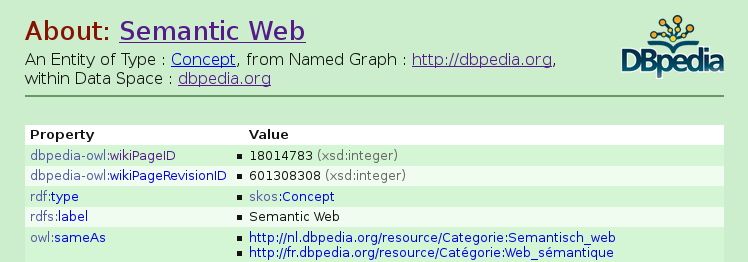 About: Semantic Web
An Entity of Type : Concept, from Named Graph : http://dbpedia.org,
within Data Space : dbpedia.org
DBpedia
Property Value
dbpedia-owl:wikiPageID ▪ 18014783 (xsd:integer)
dbpedia-owl:wikiPageRevisionID ▪ 601308308 (xsd:integer)
rdf:type ▪ skos:Concept
rdfs:label ▪ Semantic Web
owl:sameAs ▪ http://nl.dbpedia.org/resource/Categorie:Semantisch_web
▪ http://fr.dbpedia.org/resource/Catégorie:Web_sémantique